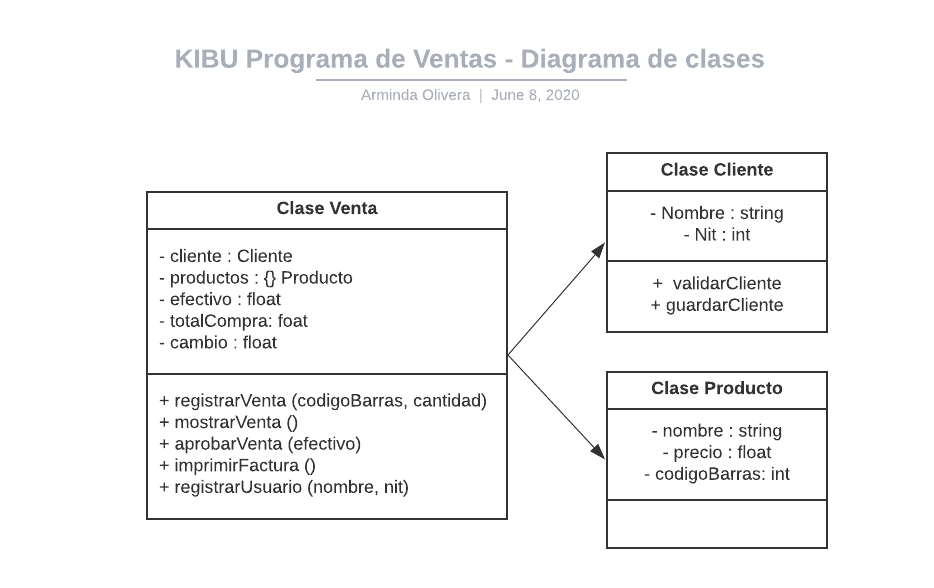 KIBU Programa de Ventas - Diagrama de clases
Arminda Olivera | June 8, 2020
Clase Venta
- cliente : Cliente
- productos : {} Producto
- efectivo : float
- totalCompra: foat
- cambio : float
+ registrarVenta (codigoBarras, cantidad)
+ mostrarVenta ()
+ aprobarVenta (efectivo)
+ imprimirFactura ()
+ registrarUsuario (nombre, nit)
Clase Cliente
- Nombre : string
- Nit : int
+ validarCliente
+ guardarCliente
Clase Producto
- nombre : string
- precio : float
- codigoBarras: int